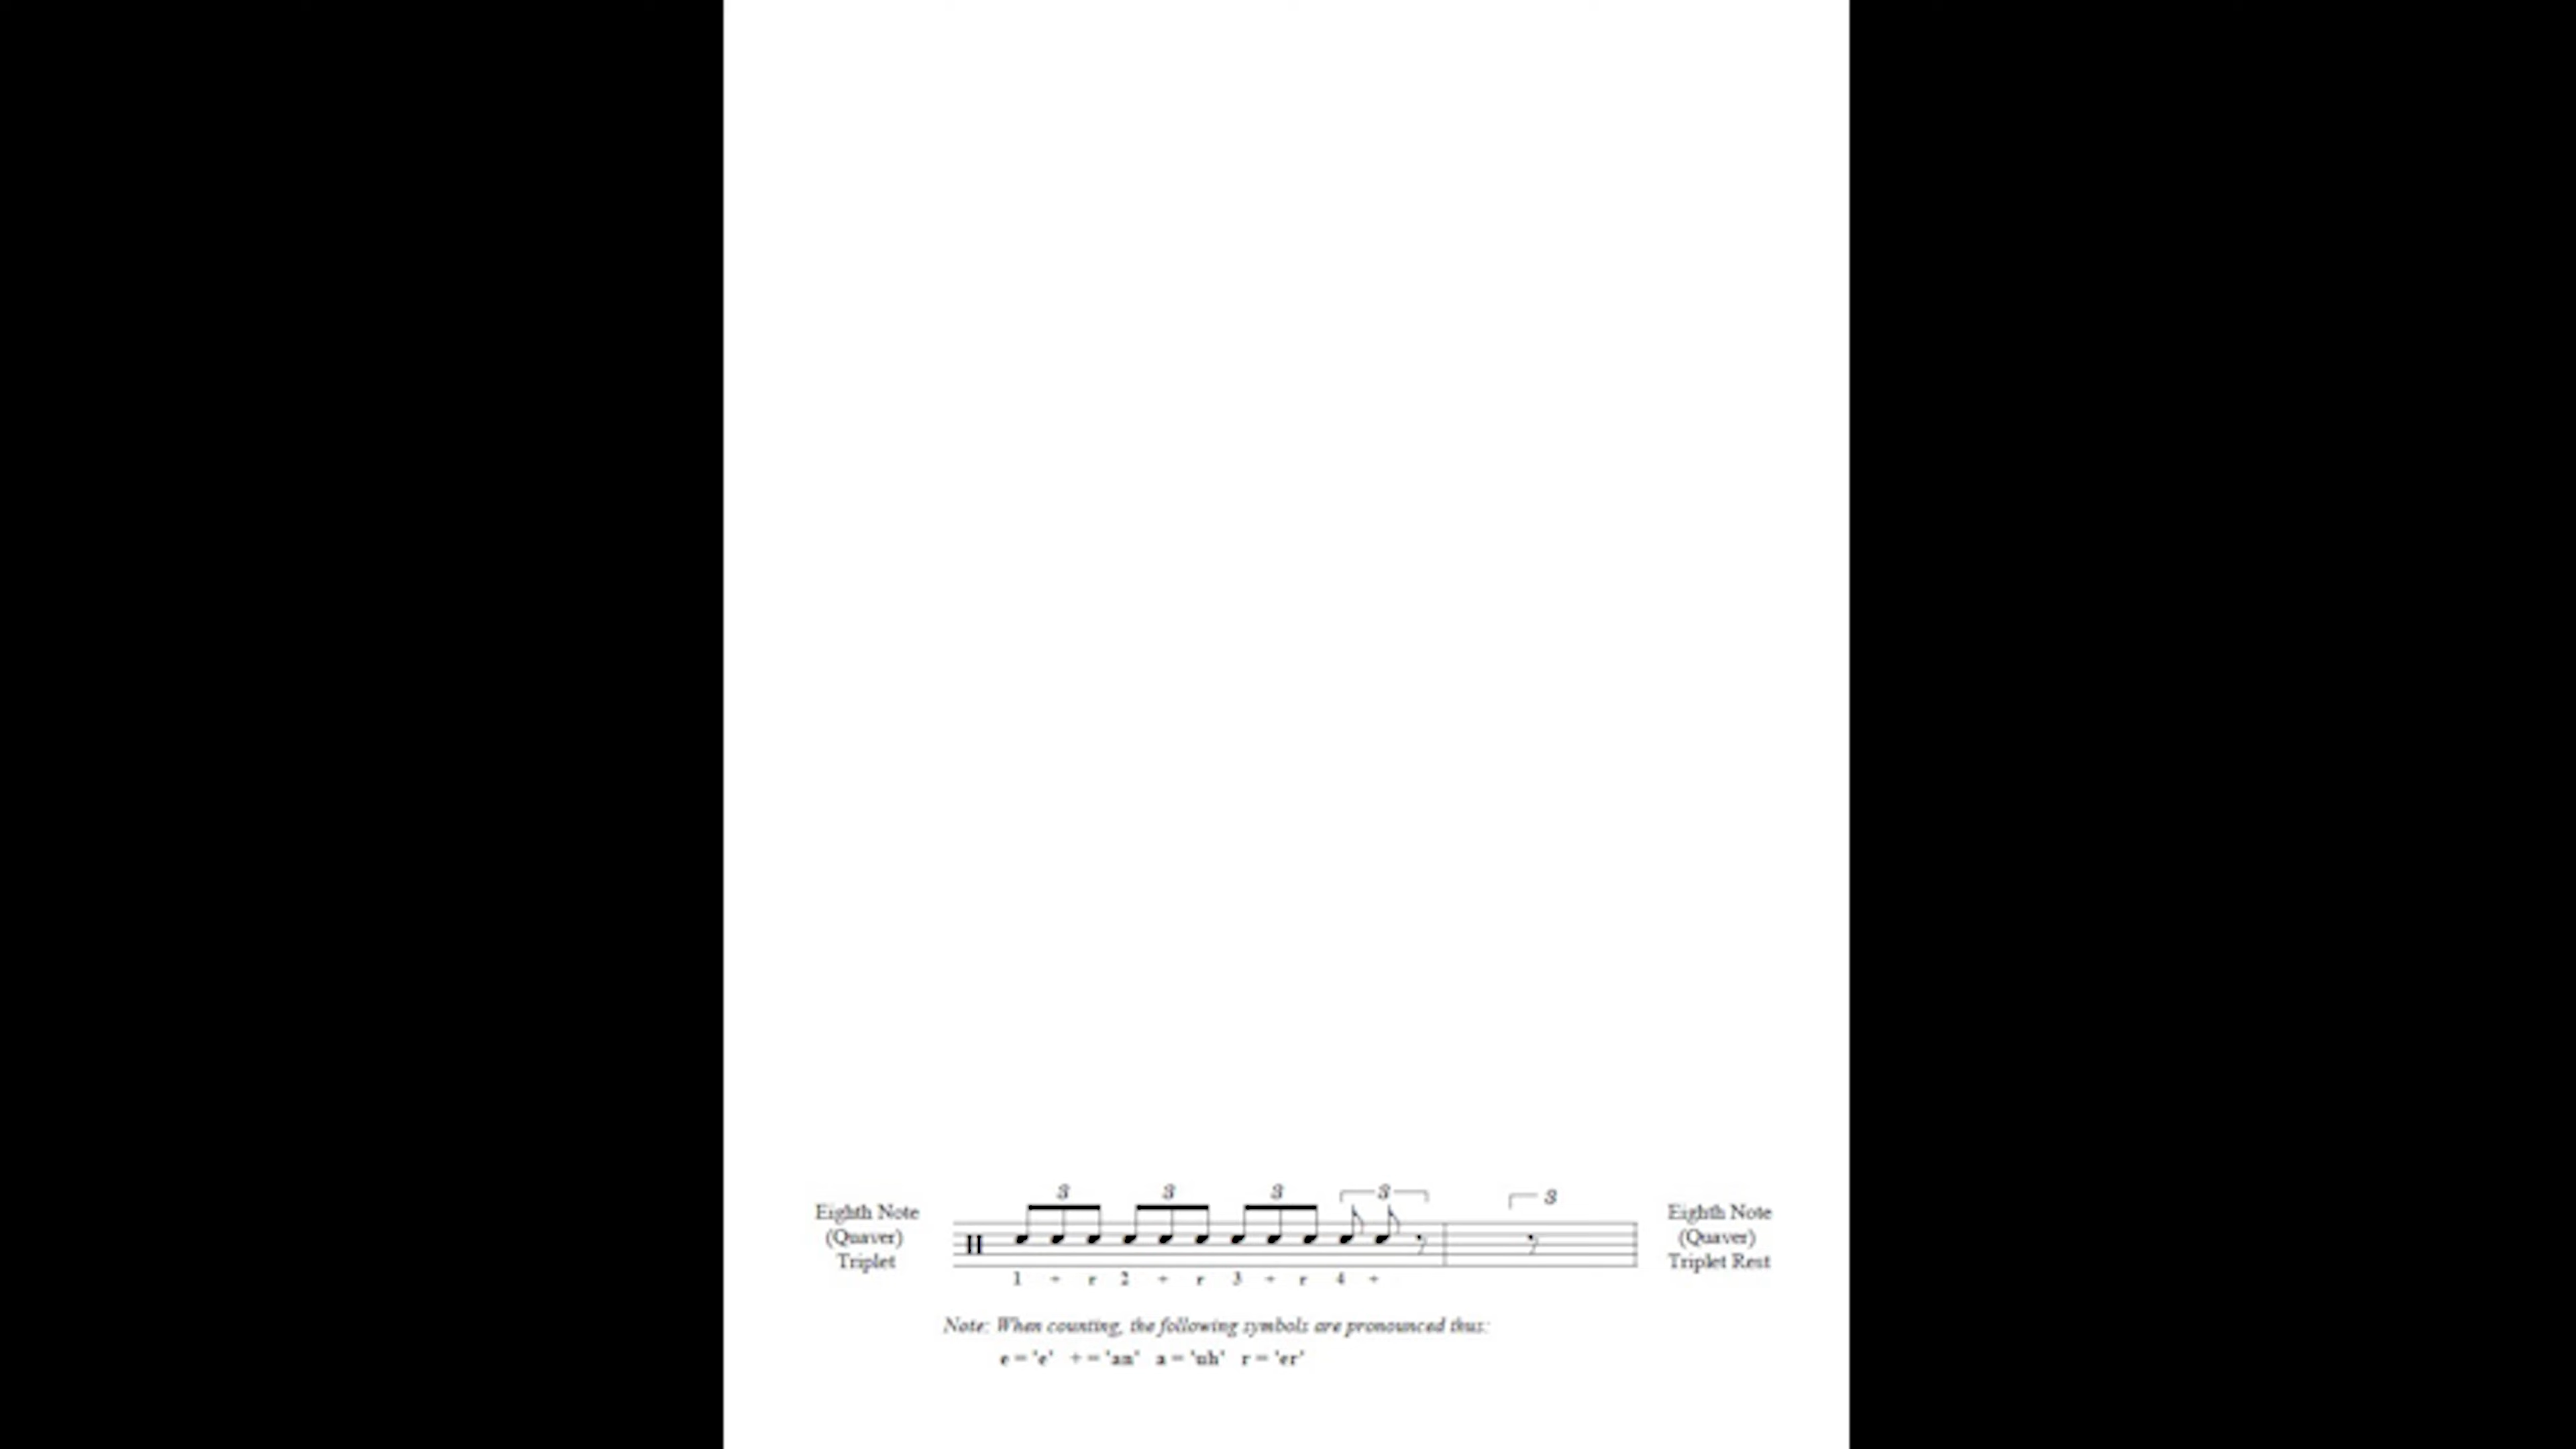 3 3 3 3 3
Eighth Note
(Quaver)
Triplet
Eighth Note
(Quaver)
Triplet Rest
1 + r 2 + r 3 + r 4 +
Note: When counting, the following symbols are pronounced thus:
e = 'e' + = 'an' a = 'uh' r = 'er'